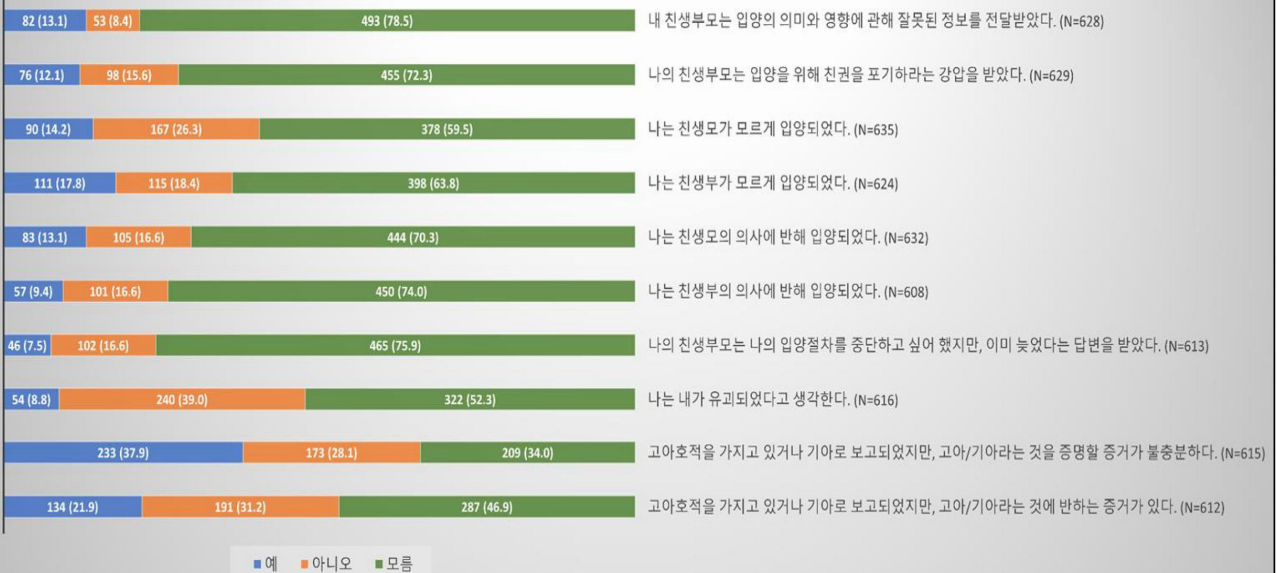 82 (13.1) 53 (8.4) 493 (78.5) 내 친생부모는 입양의 의미와 영향에 관해 잘못된 정보를 전달받았다. (N=628)
76 (12.1) 98 (15.6) 455 (72.3) 나의 친생부모는 입양을 위해 친권을 포기하라는 강압을 받았다. (N=629)
90 (14.2) 167 (26.3) 378 (59.5) 나는 친생모가 모르게 입양되었다. (N=635)
111 (17.8) 115 (18.4) 398 (63.8) 나는 친생부가 모르게 입양되었다. (N=624)
83 (13.1) 105 (16.6) 444 (70.3) 나는 친생모의 의사에 반해 입양되었다. (N=632)
57 (9.4) 101 (16.6) 450 (74.0) 나는 친생부의 의사에 반해 입양되었다. (N=608)
46 (7.5) 102 (16.6) 465 (75.9) 나의 친생부모는 나의 입양절차를 중단하고 싶어 했지만, 이미 늦었다는 답변을 받았다. (N=613)
54 (8.8) 240 (39.0) 322 (52.3) 나는 내가 유괴되었다고 생각한다. (N=616)
233 (37.9) 173 (28.1) 209 (34.0) 고아호적을 가지고 있거나 기아로 보고되었지만, 고아/기아라는 것을 증명할 증거가 불충분하다. (N=615)
134 (21.9) 191 (31.2) 287 (46.9) 고아호적을 가지고 있거나 기아로 보고되었지만, 고아/기아라는 것에 반하는 증거가 있다. (N=612)
예 아니오 모름